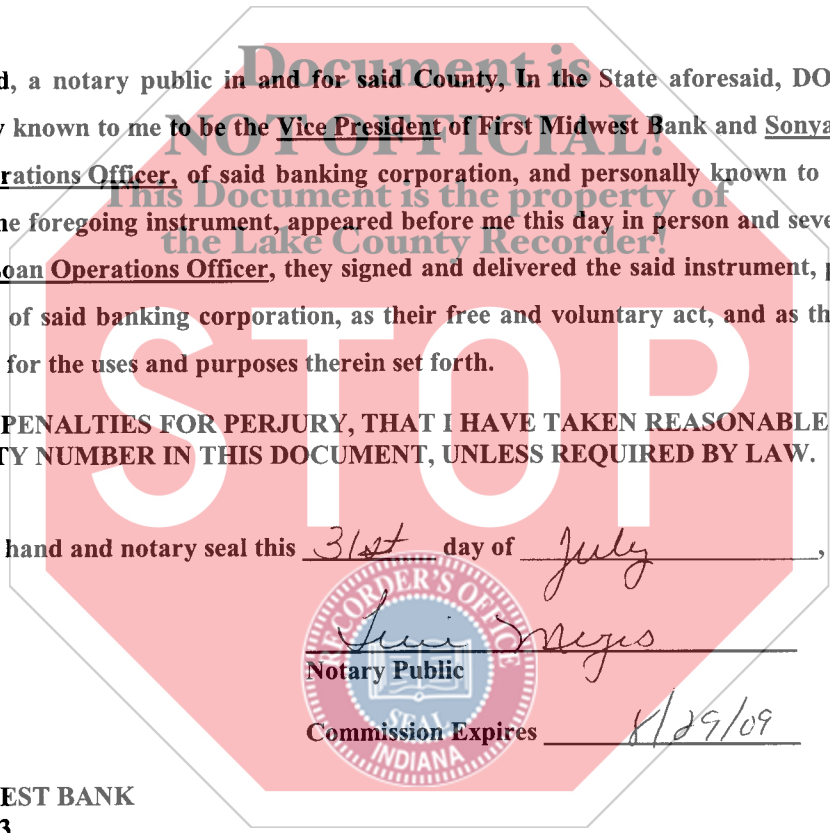 Document is
d, a notary public in and for said County, In the State aforesaid, DO
y known to me to be the Vice President of First Midwest Bank and Sonya
NOT OFFICIAL!
rations Officer, of said banking corporation, and personally known to
This Document is the property of
he foregoing instrument, appeared before me this day in person and seve
the Lake County Recorder!
oan Operations Officer, they signed and delivered the said instrument, p
of said banking corporation, as their free and voluntary act, and as th
for the uses and purposes therein set forth.
STOP
PENALTIES FOR PERJURY, THAT I HAVE TAKEN REASONABLE
TY NUMBER IN THIS DOCUMENT, UNLESS REQUIRED BY LAW.
hand and notary seal this 31st day of July,
RECORDER'S OFFICE
Notary Public
SEAL
Commission Expires 8/29/09
INDIANA
EST BANK
3